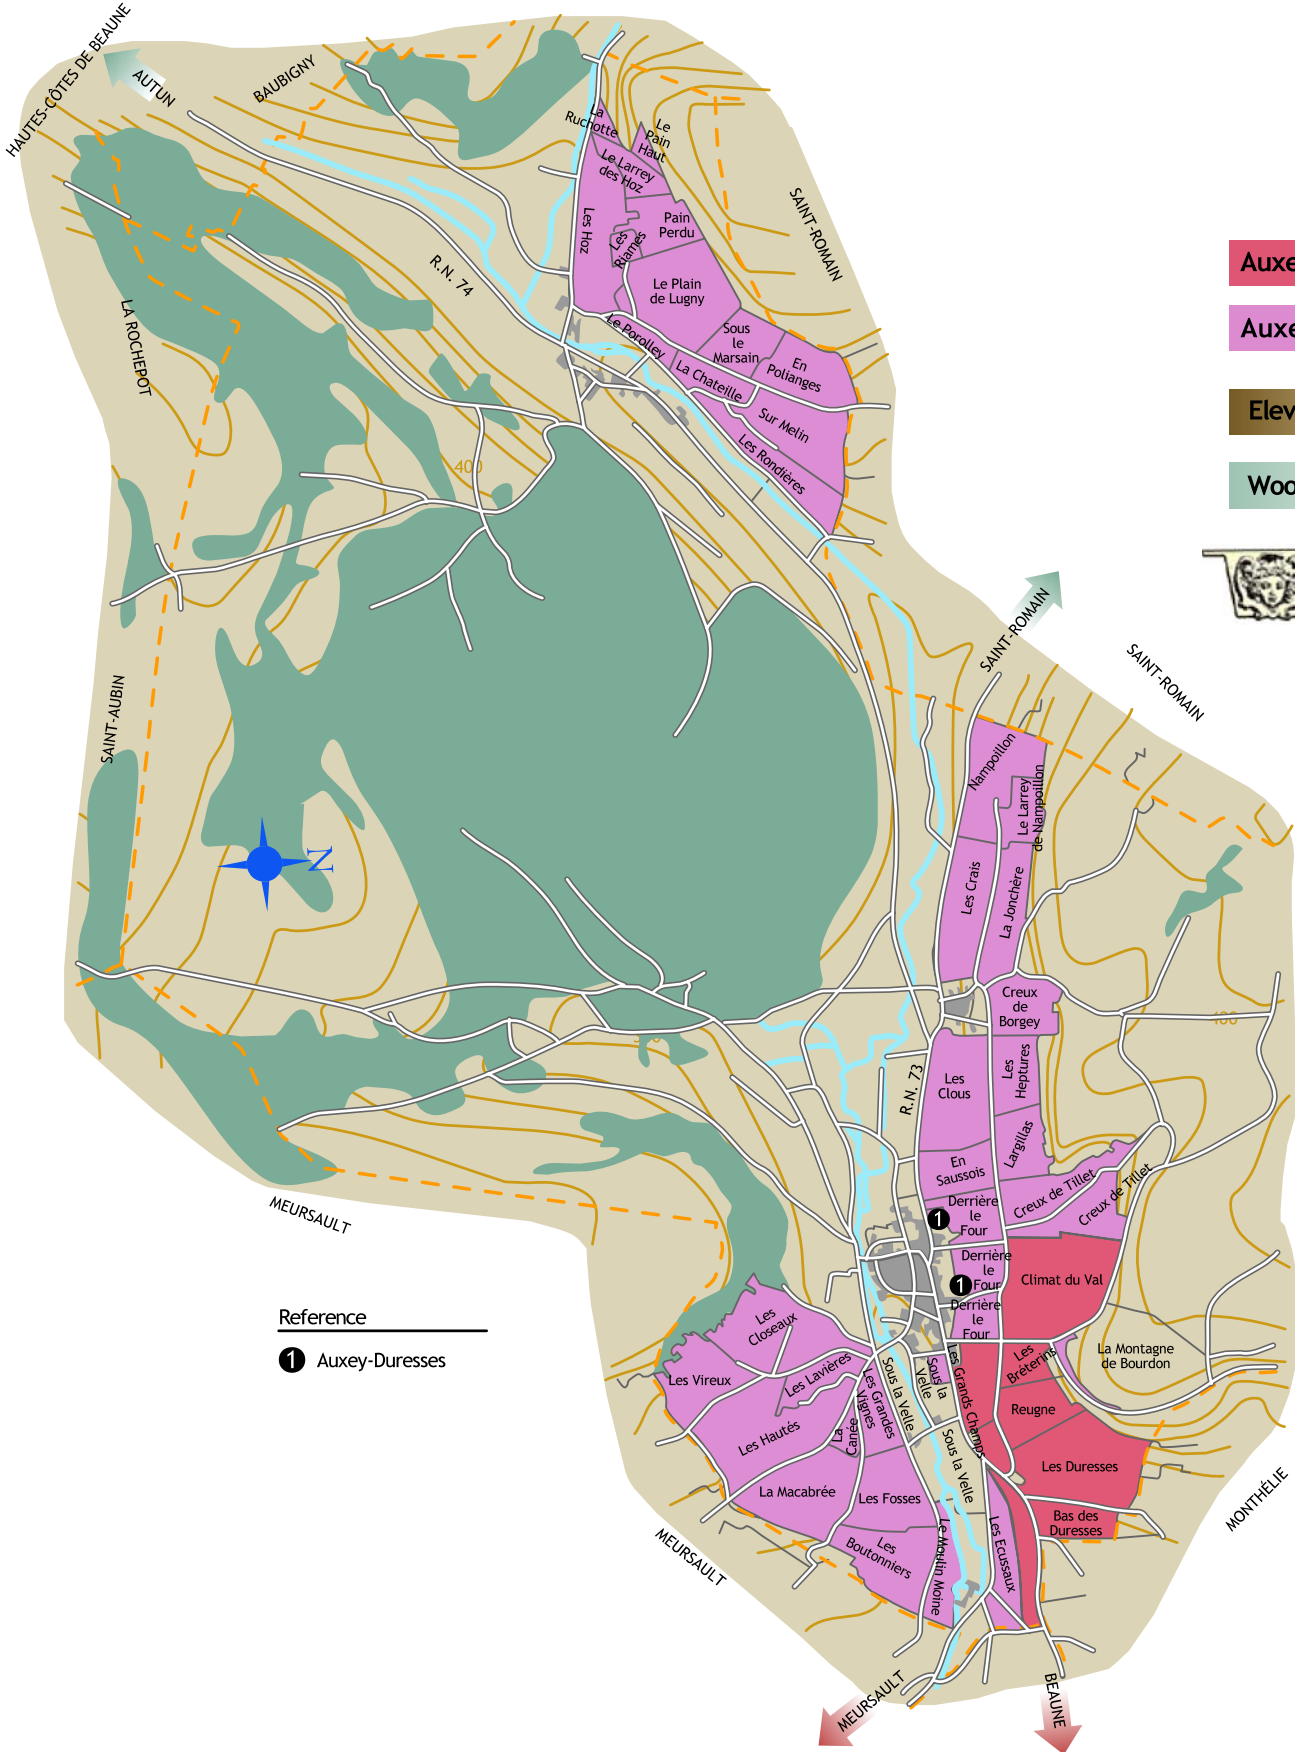 HAUTES-CÔTES DE BEAUNE
AUTUN
BAUBIGNY
La
Ruchotte
Le
Pain
Haut
Le Larrey
des Hoz
Les Hoz
Pain
Perdu
Les
Riames
SAINT-ROMAIN
R.N. 74
Le Plain
de Lugny
LA ROCHEPOT
Le Porolley
Sous
le
Marsain
En
Polianges
La Chateille
Sur Melin
Les Rondières
400
Auxe
Auxe
Elev
Woo
SAINT-ROMAIN
SAINT-ROMAIN
SAINT-AUBIN
Nampoillon
Le Larrey
de Nampoillon
N
Les Crais
La Jonchère
Creux
de
Borgey
400
R.N. 73
Les
Clous
Les
Heptures
Largillas
En
Saussois
Creux de Tillet
Creux de Tillet
MEURSAULT
Derrière
le
Four
1
Derrière
le
Four
1
Derrière
le
Four
Climat du Val
La Montagne
de Bourdon
Reference
1 Auxey-Duresses
Les
Closeaux
Les Vireux
Les Lavières
Les Grandes
Vignes
Sous la Velle
Sous la
Velle
Les Grands Champs
Les
Bréterins
Reugne
Les Hautés
La
Canée
Sous la Velle
Les Duresses
La Macabrée
Les Fosses
Bas des
Duresses
Les
Boutonniers
Le Moulin Moine
Les Ecussaux
MONTHÉLIE
MEURSAULT
MEURSAULT
BEAUNE